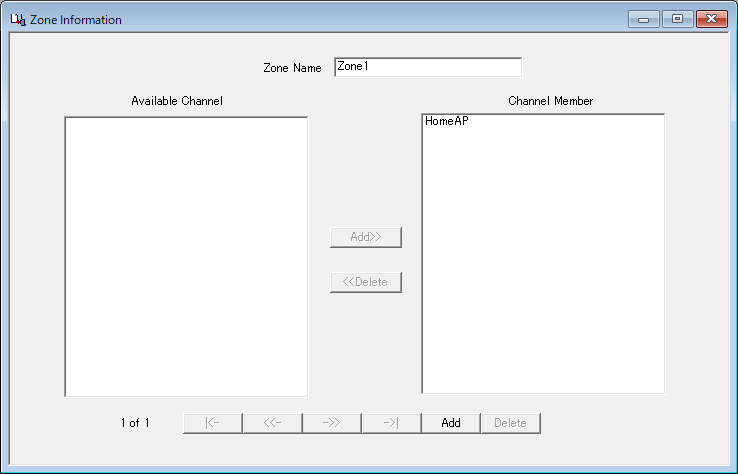 Zone Information
Zone Name Zone1
Available Channel Channel Member
HomeAP
Add>>
<<Delete
1 of 1 |<- <<- ->> ->| Add Delete